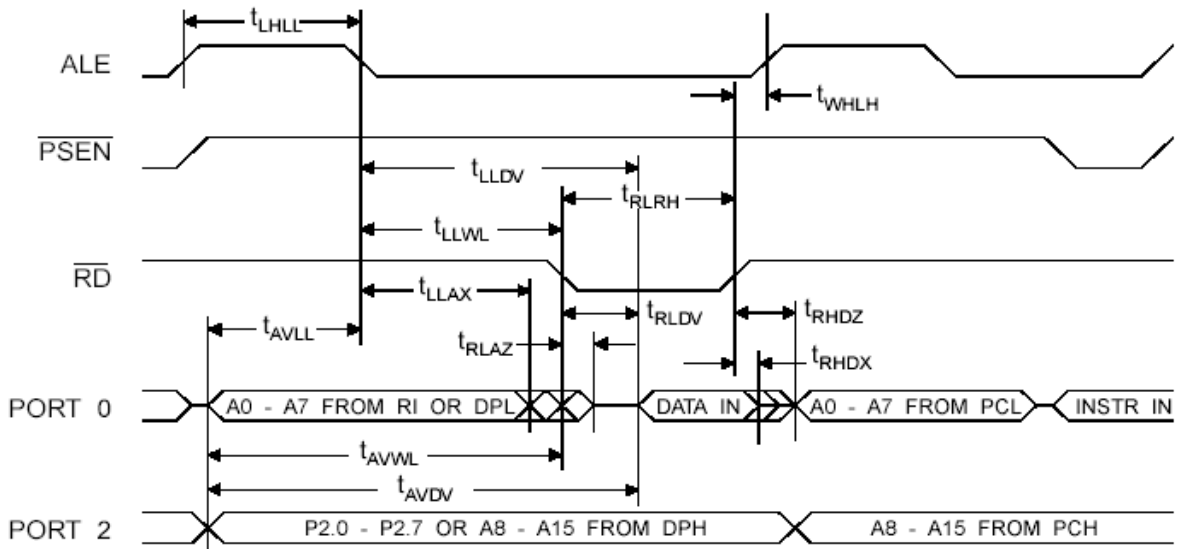 tLHLL
ALE
tWHLH
PSEN
tLLDV
tRLRH
tLLWL
RD
tLLAX
tRLDV
tRHDZ
tAVLL
tRLAZ
tRHDX
PORT 0
A0 - A7 FROM RI OR DPL
DATA IN
A0 - A7 FROM PCL
INSTR IN
tAVWL
tAVDV
PORT 2
P2.0 - P2.7 OR A8 - A15 FROM DPH
A8 - A15 FROM PCH